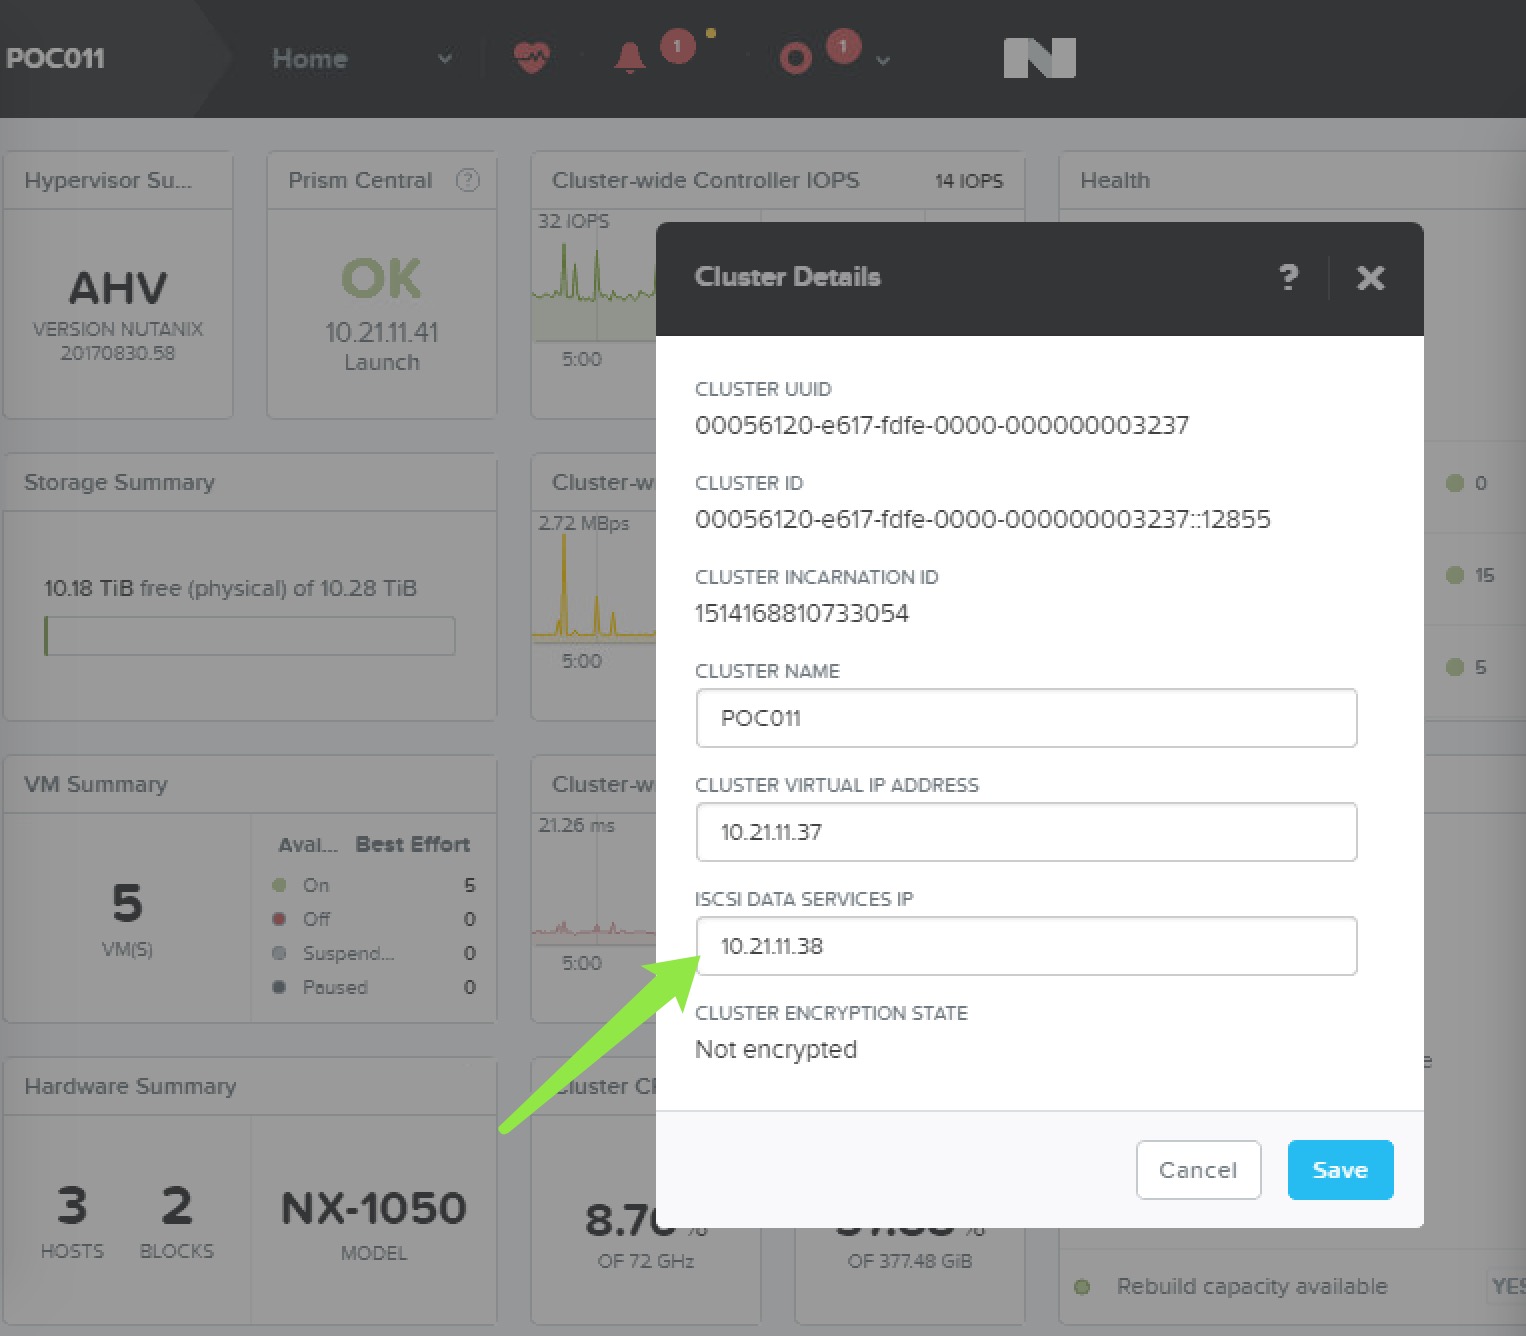 POC011
Home
1
1
Hypervisor Su...
AHV
VERSION NUTANIX
20170830.58
Prism Central
?
OK
10.21.11.41
Launch
Cluster-wide Controller IOPS
14 IOPS
32 IOPS
5:00
Health
Cluster Details
?
CLUSTER UUID
00056120-e617-fdfe-0000-000000003237
CLUSTER ID
00056120-e617-fdfe-0000-000000003237::12855
CLUSTER INCARNATION ID
1514168810733054
CLUSTER NAME
POC011
CLUSTER VIRTUAL IP ADDRESS
10.21.11.37
ISCSI DATA SERVICES IP
10.21.11.38
CLUSTER ENCRYPTION STATE
Not encrypted
Cancel
Save
Storage Summary
10.18 TiB free (physical) of 10.28 TiB
Cluster-w
2.72 MBps
5:00
0
15
5
VM Summary
5
VM(S)
Avai... Best Effort
On 5
Off 0
Suspend... 0
Paused 0
Cluster-w
21.26 ms
5:00
Hardware Summary
3
HOSTS
2
BLOCKS
NX-1050
MODEL
OF 72 GHz
OF 377.48 GiB
Rebuild capacity available
YES